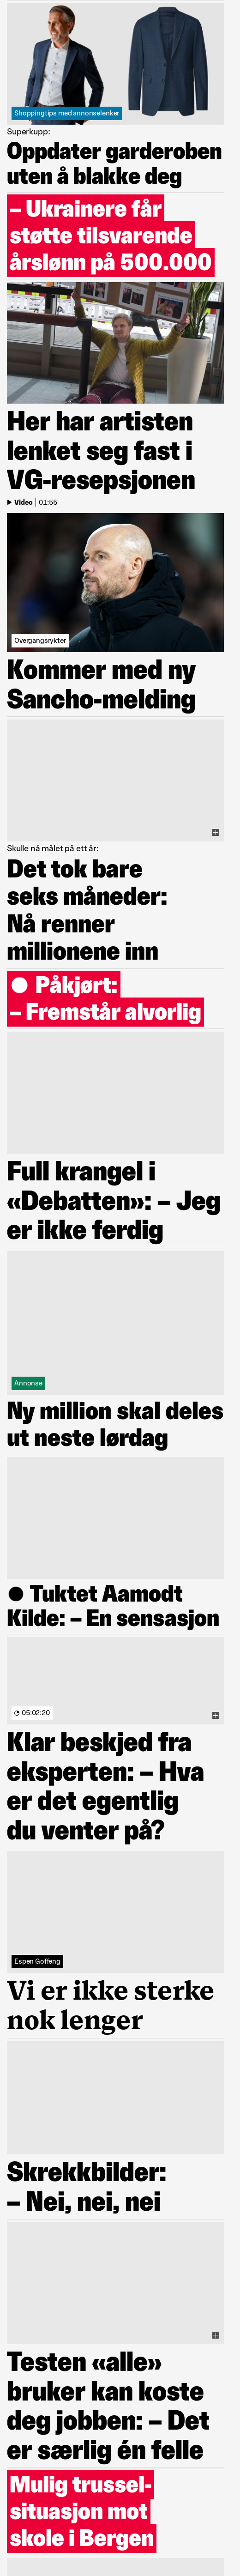 Shoppingtips med annonselenker
Superkupp:
Oppdater garderoben
uten å blakke deg
– Ukrainere får
støtte tilsvarende
årslønn på 500.000
Her har artisten
lenket seg fast i
VG-resepsjonen
Video | 01:55
Overgangsrykter
Kommer med ny
Sancho-melding
Skulle nå målet på ett år:
Det tok bare
seks måneder:
Nå renner
millionene inn
● Påkjørt:
– Fremstår alvorlig
Full krangel i
«Debatten»: – Jeg
er ikke ferdig
Annonse
Ny million skal deles
ut neste lørdag
● Tuktet Aamodt
Kilde: – En sensasjon
05:02:20
Klar beskjed fra
eksperten: – Hva
er det egentlig
du venter på?
Espen Goffeng
Vi er ikke sterke
nok lenger
Skrekkbilder:
– Nei, nei, nei
Testen «alle»
bruker kan koste
deg jobben: – Det
er særlig én felle
Mulig trussel-
situasjon mot
skole i Bergen